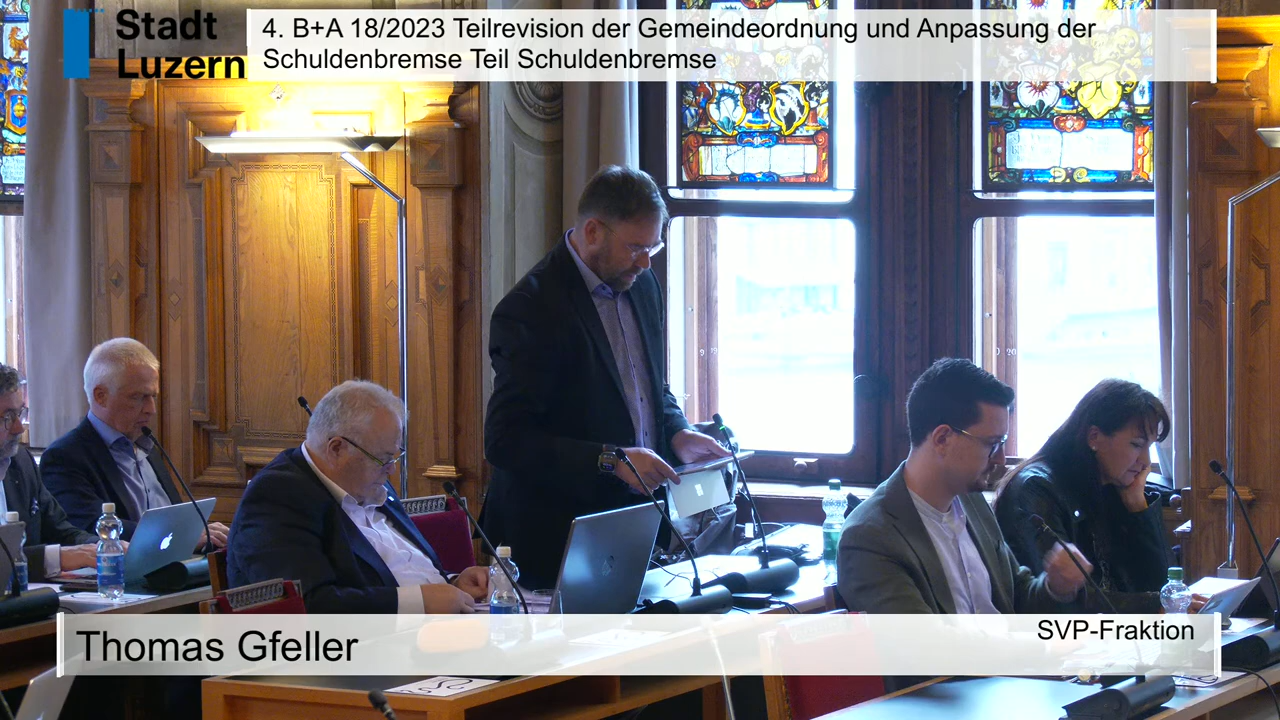 Stadt
Luzern
4. B+A 18/2023 Teilrevision der Gemeindeordnung und Anpassung der
Schuldenbremse Teil Schuldenbremse
Thomas Gfeller
SVP-Fraktion